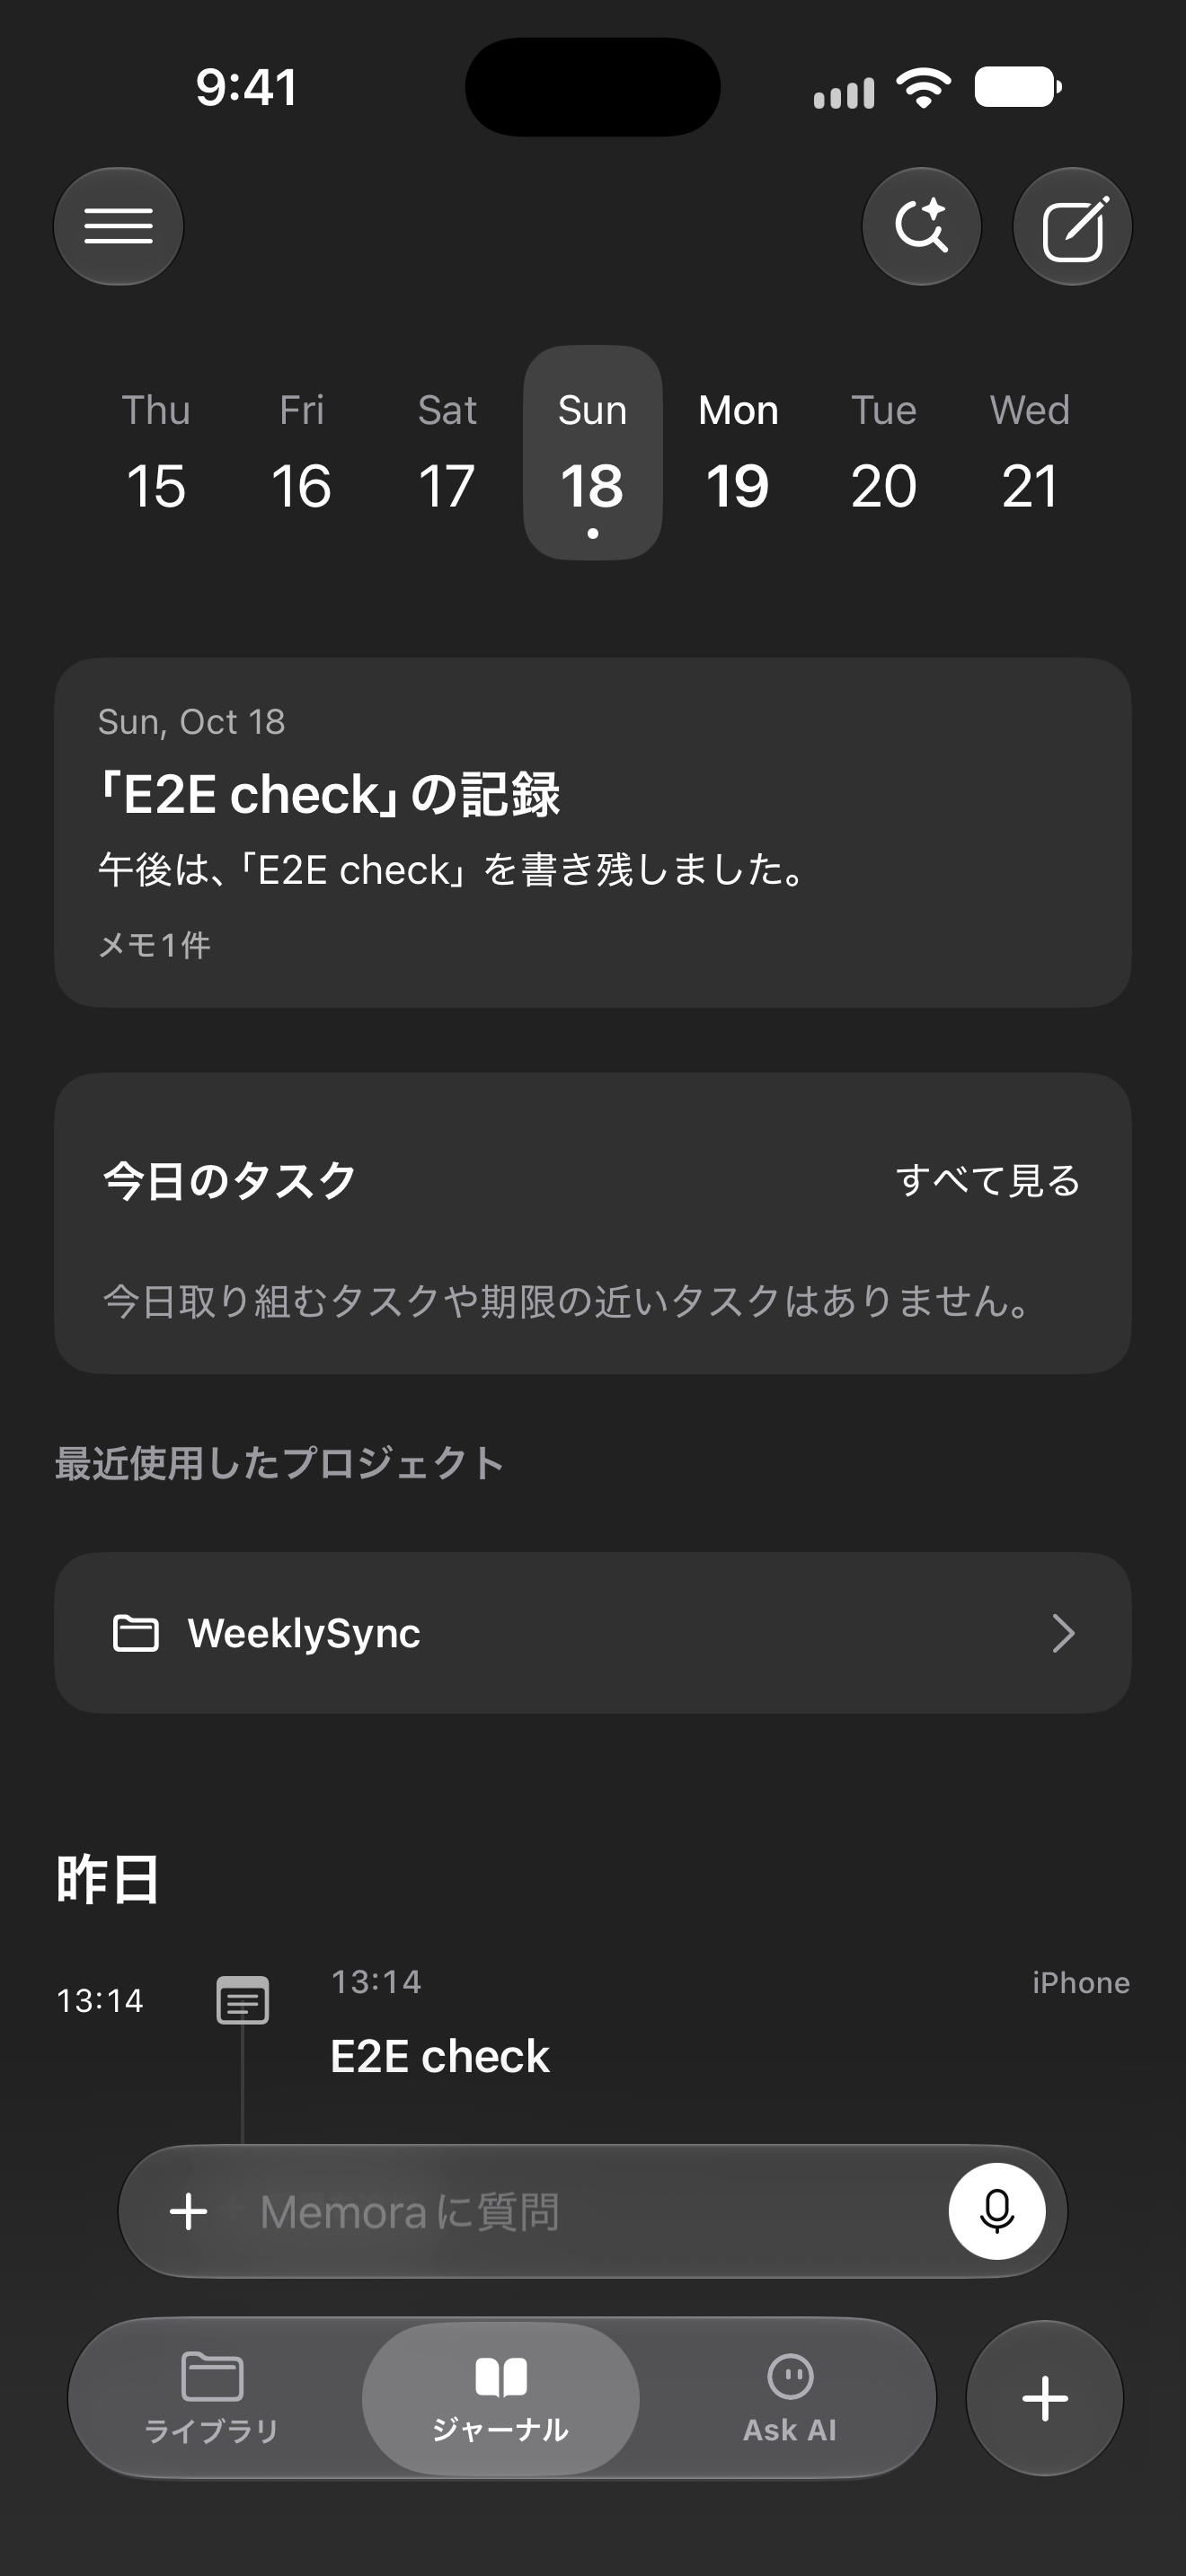 9:41
Thu Fri Sat Sun Mon Tue Wed
15 16 17 18 19 20 21
Sun, Oct 18
「E2E check」の記録
午後は、「E2E check」を書き残しました。
メモ1件
今日のタスク すべて見る
今日取り組むタスクや期限の近いタスクはありません。
最近使用したプロジェクト
WeeklySync
昨日
13:14 13:14 iPhone
E2E check
Memoraに質問
ライブラリ ジャーナル Ask AI